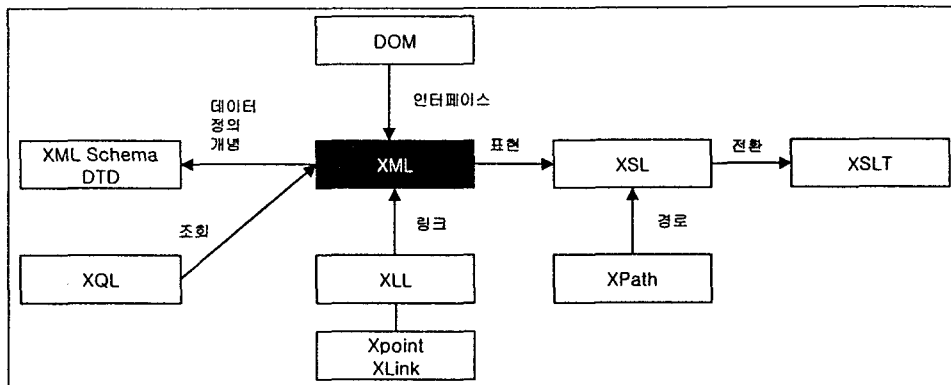 DOM
인터페이스
데이터
정의
개념
XML Schema
DTD
XML
표현
XSL
전환
XSLT
조회
링크
경로
XQL
XLL
XPath
Xpoint
XLink